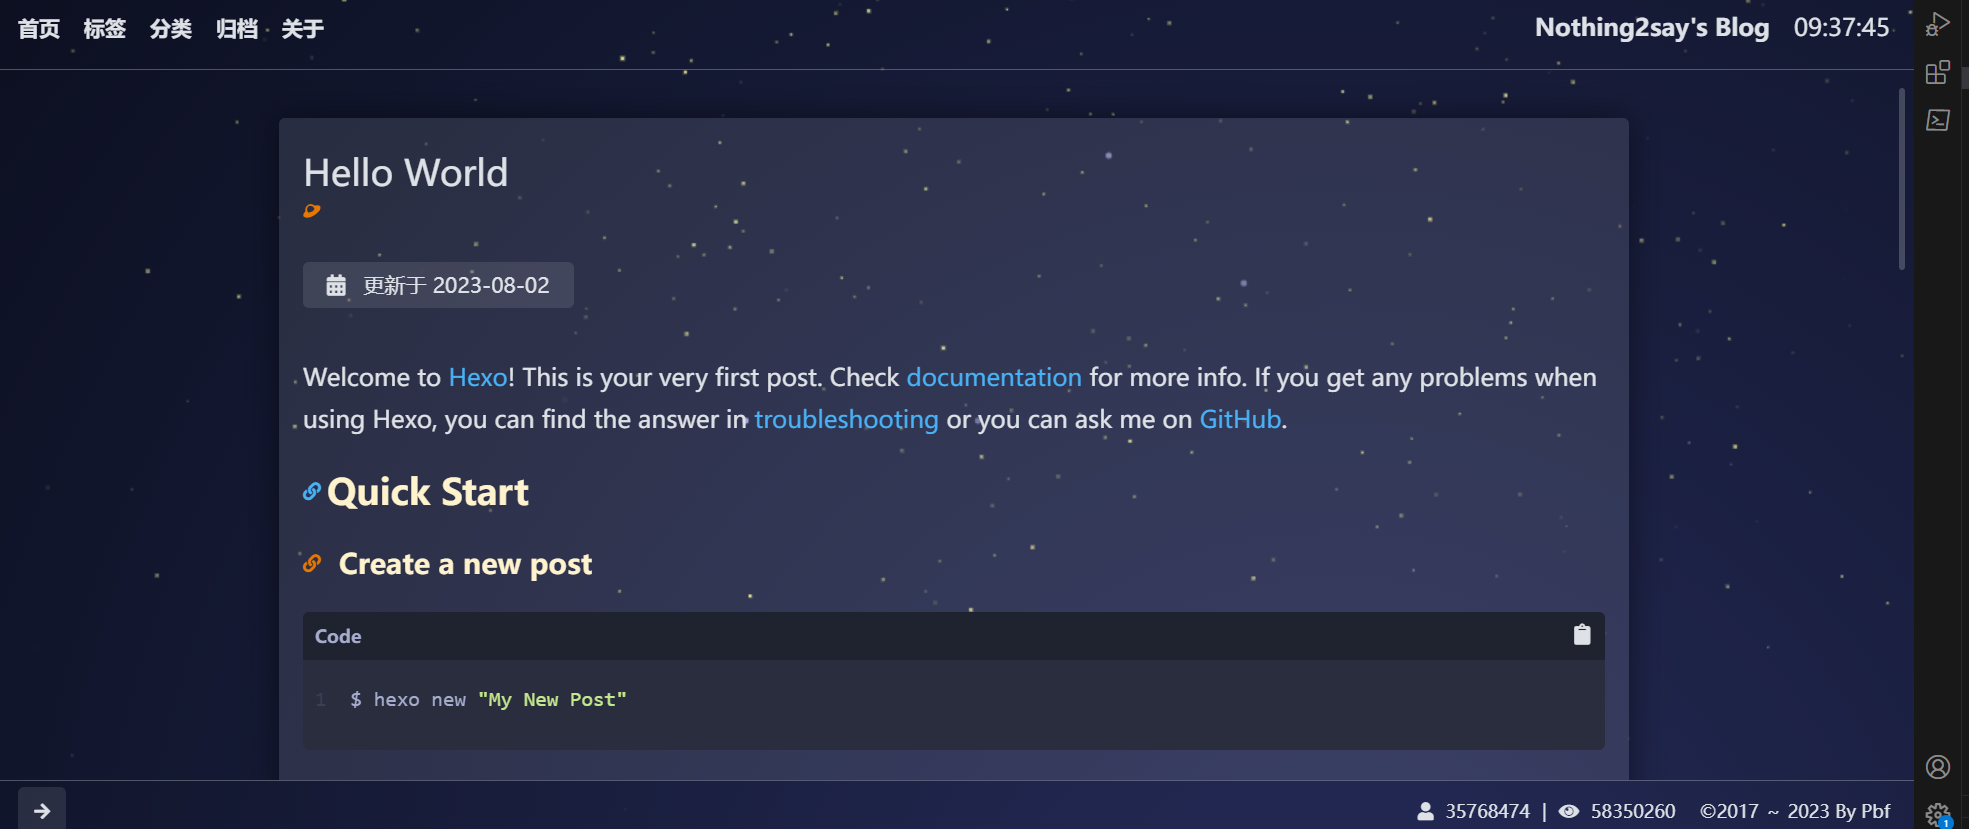 首页 标签 分类 归档 关于 Nothing2say's Blog 09:37:45
Hello World
更新于 2023-08-02
Welcome to Hexo! This is your very first post. Check documentation for more info. If you get any problems when
using Hexo, you can find the answer in troubleshooting or you can ask me on GitHub.
Quick Start
Create a new post
Code
1 $ hexo new "My New Post"
35768474 | 58350260 ©2017 ~ 2023 By Pbf
1